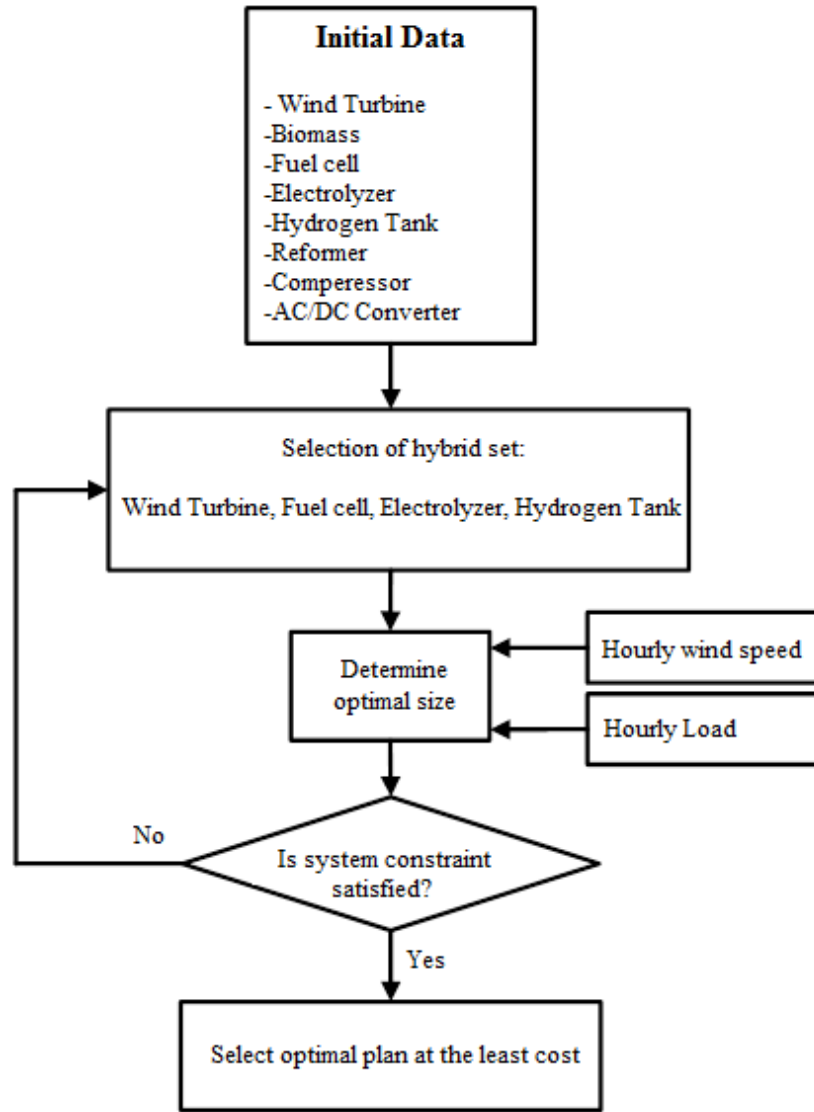 Initial Data
- Wind Turbine
-Biomass
-Fuel cell
-Electrolyzer
-Hydrogen Tank
-Reformer
-Comperessor
-AC/DC Converter
Selection of hybrid set:
Wind Turbine, Fuel cell, Electrolyzer, Hydrogen Tank
Determine
optimal size
Hourly wind speed
Hourly Load
No
Is system constraint
satisfied?
Yes
Select optimal plan at the least cost